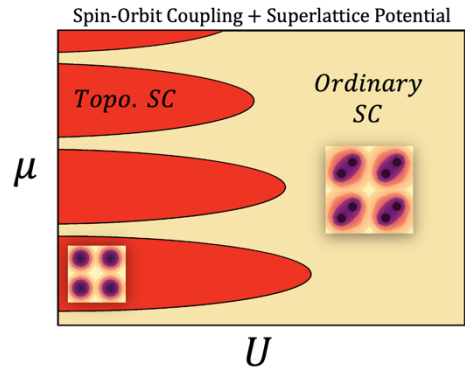 Spin-Orbit Coupling + Superlattice Potential
Topo. SC
Ordinary
SC
μ
U